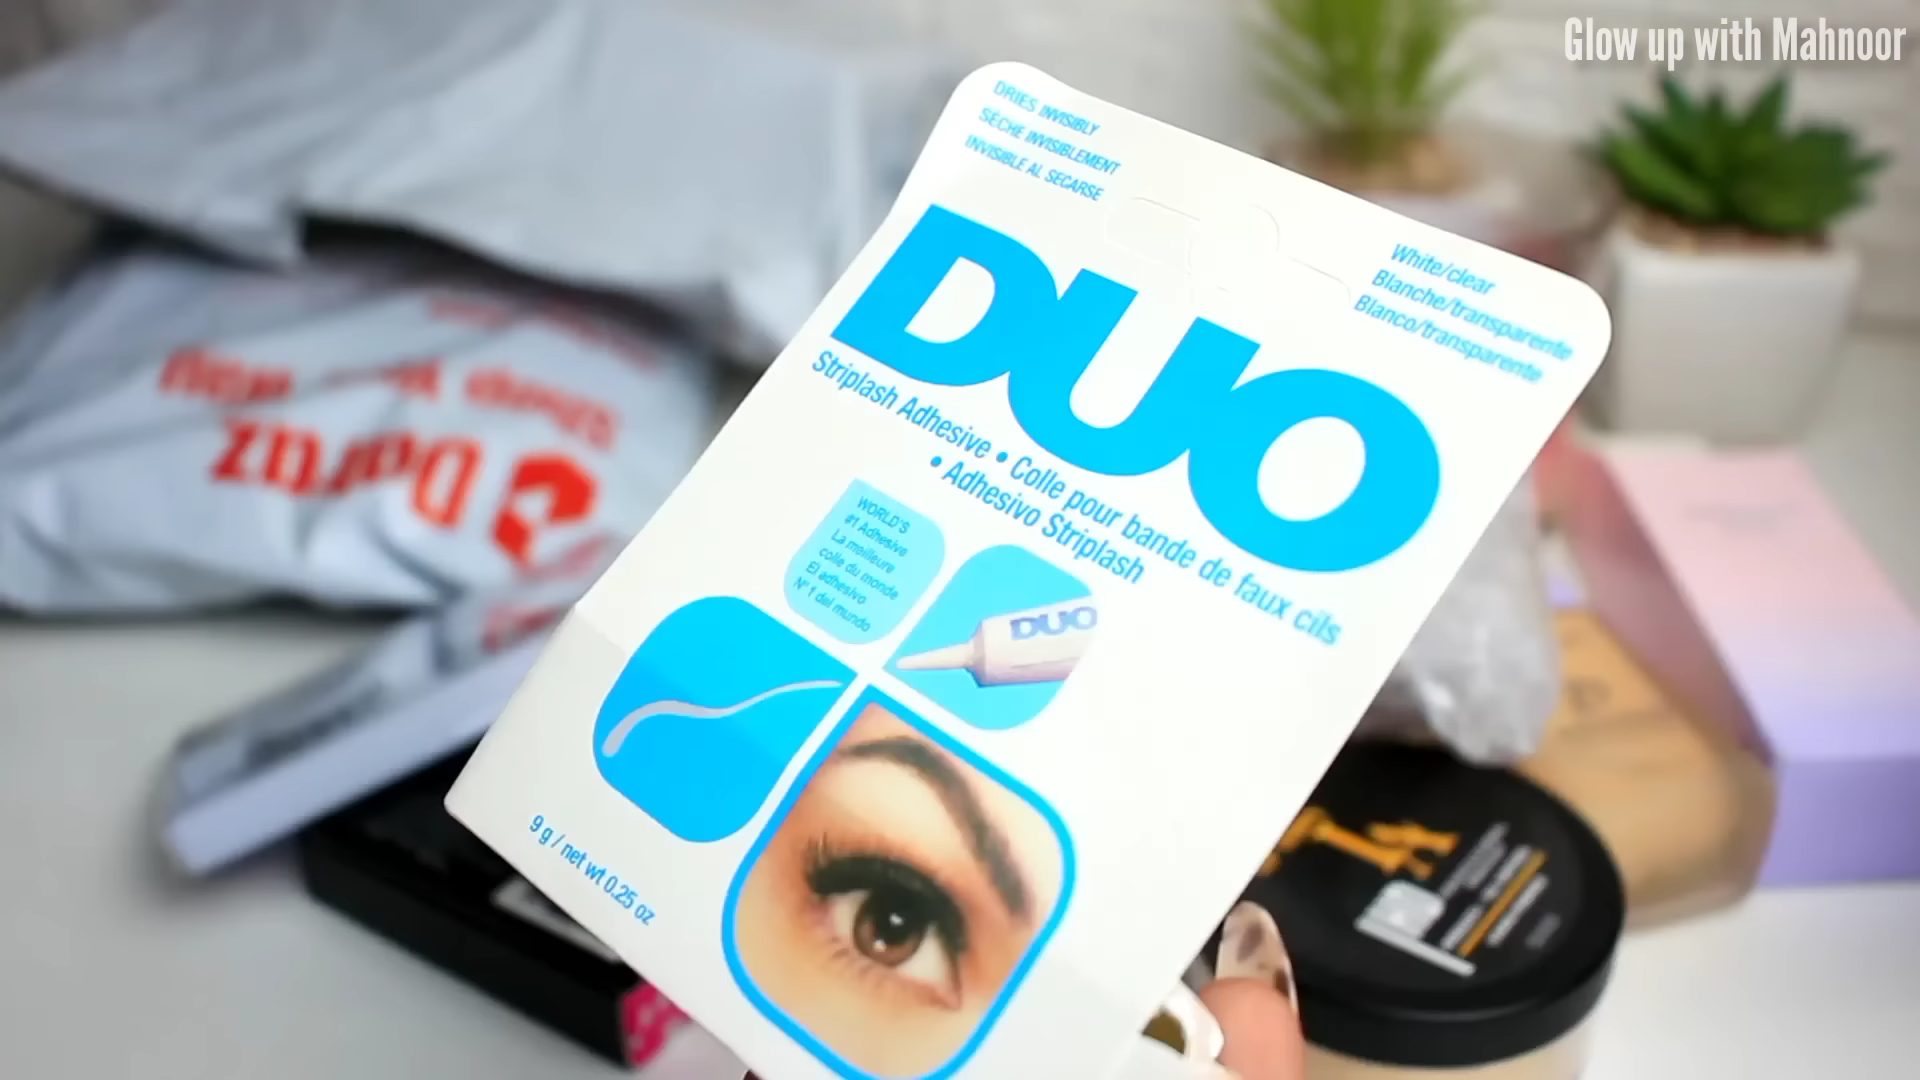 Glow up with Mahnoor
DRIES INVISIBLY
SÈCHE INVISIBLEMENT
INVISIBLE AL SECARSE
White/clear
Blanche/transparente
Blanco/transparente
DUO
Striplash Adhesive • Colle pour bande de faux cils
• Adhesivo Striplash
WORLD'S
#1 Adhesive
La meilleure
colle du monde
El adhesivo
N° 1 del mundo
DUO
9 g / net wt 0.25 oz
Daraz